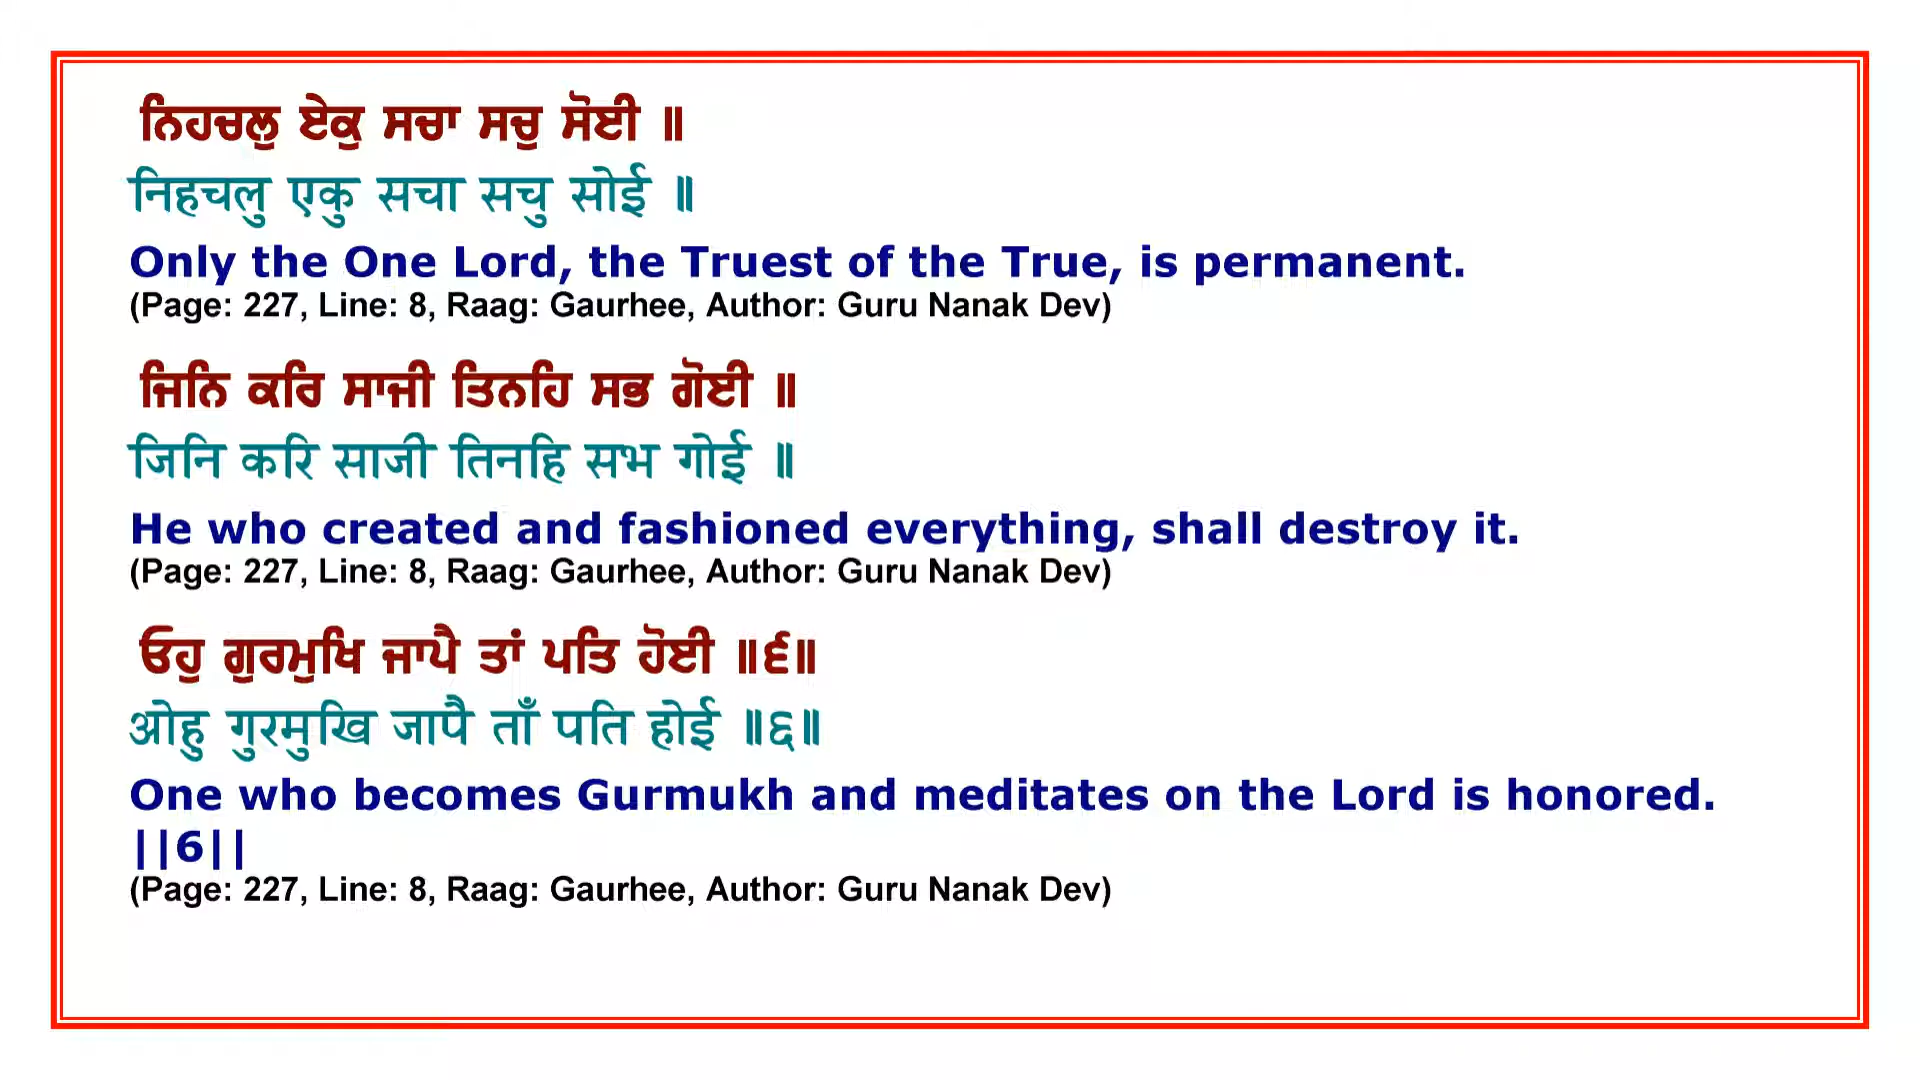 ਨਿਹਚਲੁ ਏਕੁ ਸਚਾ ਸਚੁ ਸੋਈ ॥
निहचलु एकु सचा सचु सोई ॥
Only the One Lord, the Truest of the True, is permanent.
(Page: 227, Line: 8, Raag: Gaurhee, Author: Guru Nanak Dev)
ਜਿਨਿ ਕਰਿ ਸਾਜੀ ਤਿਨਹਿ ਸਭ ਗੋਈ ॥
जिनि करि साजी तिनहि सभ गोई ॥
He who created and fashioned everything, shall destroy it.
(Page: 227, Line: 8, Raag: Gaurhee, Author: Guru Nanak Dev)
ਓਹੁ ਗੁਰਮੁਖਿ ਜਾਪੈ ਤਾਂ ਪਤਿ ਹੋਈ ॥੬॥
ओहु गुरमुखि जापै ताँ पति होई ॥६॥
One who becomes Gurmukh and meditates on the Lord is honored.
||6||
(Page: 227, Line: 8, Raag: Gaurhee, Author: Guru Nanak Dev)